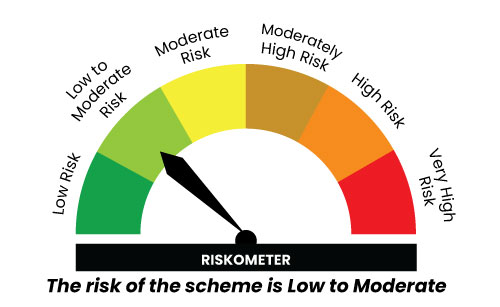 Low Risk
Low to
Moderate
Risk
Moderate
Risk
Moderately
High Risk
High Risk
Very High
Risk
RISKOMETER
The risk of the scheme is Low to Moderate